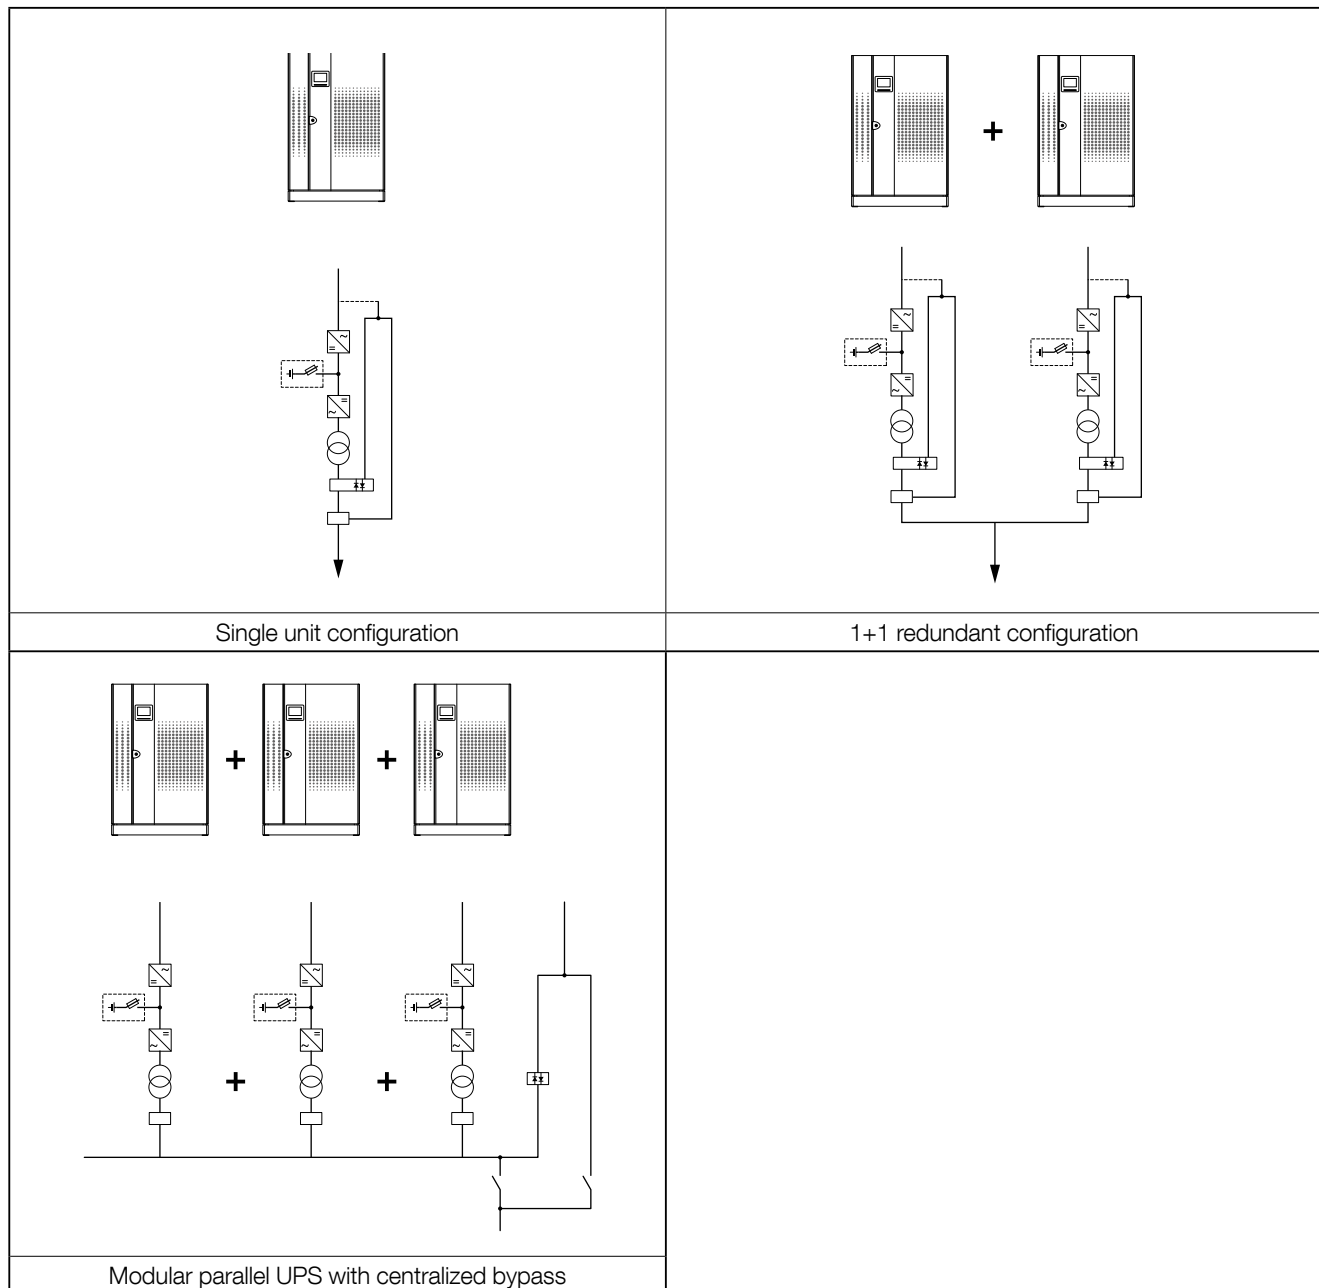 Single unit configuration
1+1 redundant configuration
Modular parallel UPS with centralized bypass